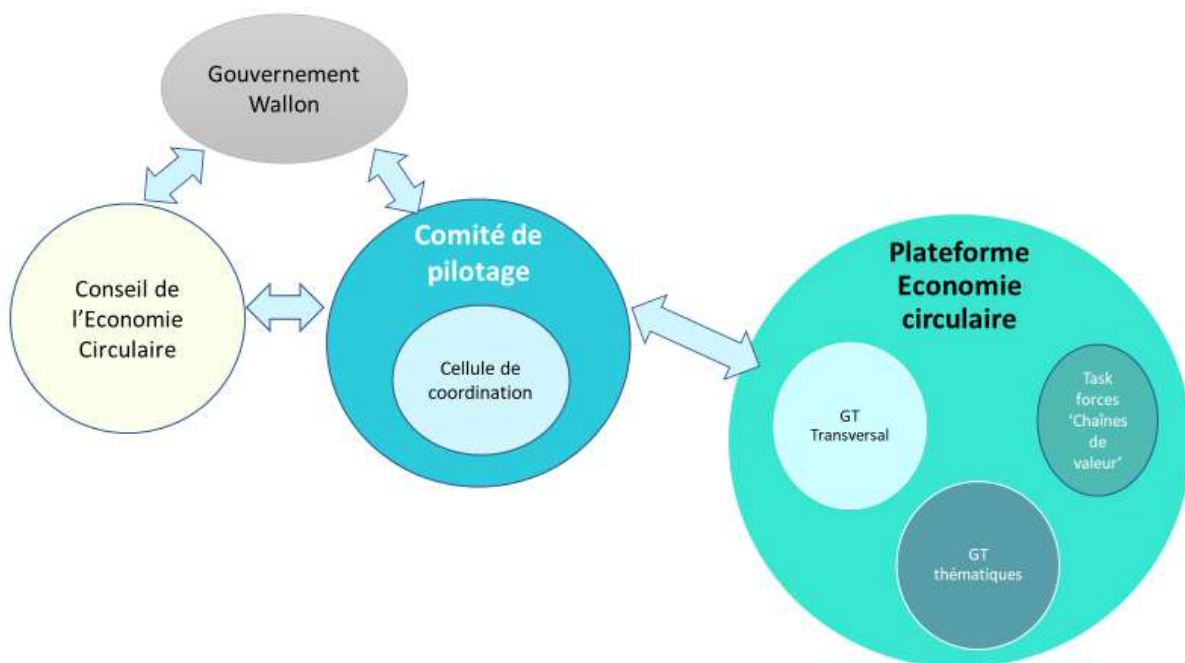 Gouvernement
Wallon
Conseil de
l'Economie
Circulaire
Comité de
pilotage
Cellule de
coordination
Plateforme
Economie
circulaire
GT
Transversal
Task
forces
‘Chaînes
de
valeur’
GT
thématiques